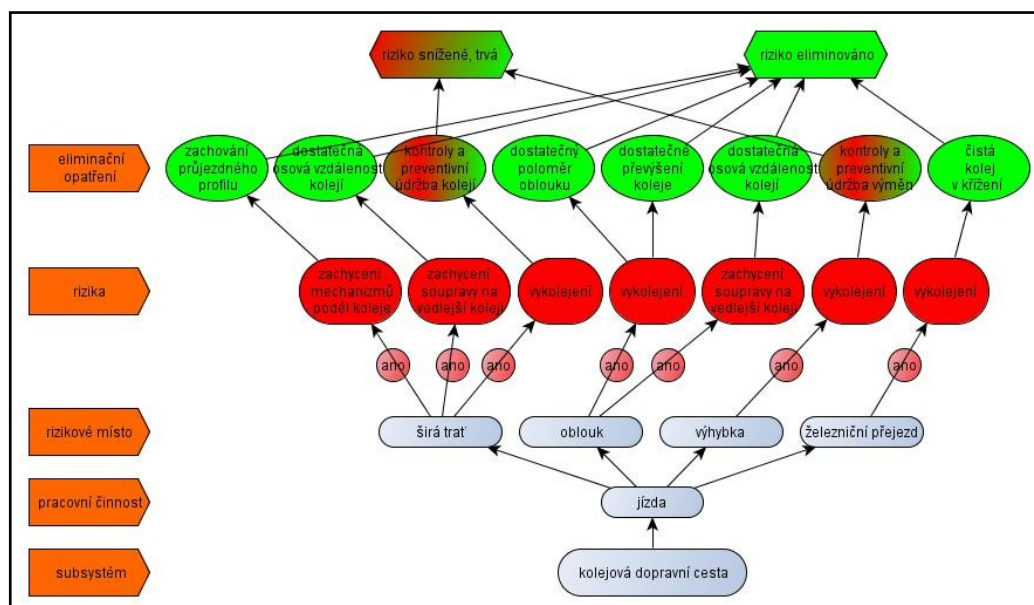 riziko snížené, trvá
riziko eliminováno
eliminační
opatření
zachování
průjezdného
profilu
dostatečná
osová vzdálenost
kolejí
kontroly a
preventivní
údržba kolejí
dostatečný
poloměr
oblouku
dostatečné
převýšení
koleje
dostatečná
osová vzdálenost
kolejí
kontroly a
preventivní
údržba výměn
čistá
kolej
v křížení
rizika
zachycení
mechanizmů
podél koleje
zachycení
soupravy na
vedlejší koleji
vykolejení
vykolejení
zachycení
soupravy na
vedlejší koleji
vykolejení
vykolejení
ano
ano
ano
ano
ano
ano
ano
rizikové místo
širá trať
oblouk
výhybka
železniční přejezd
pracovní činnost
jízda
subsystém
kolejová dopravní cesta